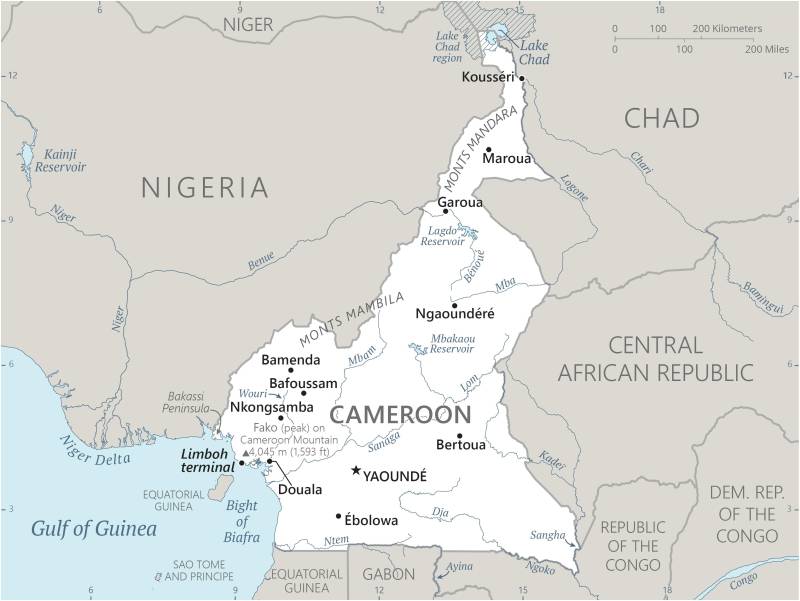 6
9
15
18
NIGER
Lake
Chad
region
Lake
Chad
0 100 200 Kilometers
0 100 200 Miles
12
12
Kousséri
CHAD
MONTS MANDARA
Maroua
Chari
Logone
Kainji
Reservoir
NIGERIA
Niger
Garoua
9
9
Lagdo
Reservoir
Benue
Bénoué
Mba
Bamingui
Niger
Ngaoundéré
MONTS MAMBILA
Mbakaou
Reservoir
Mbam
CENTRAL
AFRICAN REPUBLIC
6
6
Bamenda
Bafoussam
Lom
Wouri
Bakassi
Peninsula
Nkongsamba
CAMEROON
Fako (peak) on
Cameroon Mountain
4,045 m (1,593 ft)
Sanaga
Bertoua
Kadeï
Niger Delta
Limboh
terminal
YAOUNDÉ
Douala
EQUATORIAL
GUINEA
DEM. REP.
OF THE
CONGO
3
3
Gulf of Guinea
Bight
of
Biafra
Ébolowa
Dja
Sangha
REPUBLIC
OF THE
CONGO
Ntem
SAO TOME
AND PRINCIPE
EQUATORIAL
GUINEA
GABON
Ayina
Ngoko
Congo
6
9
12
15
18